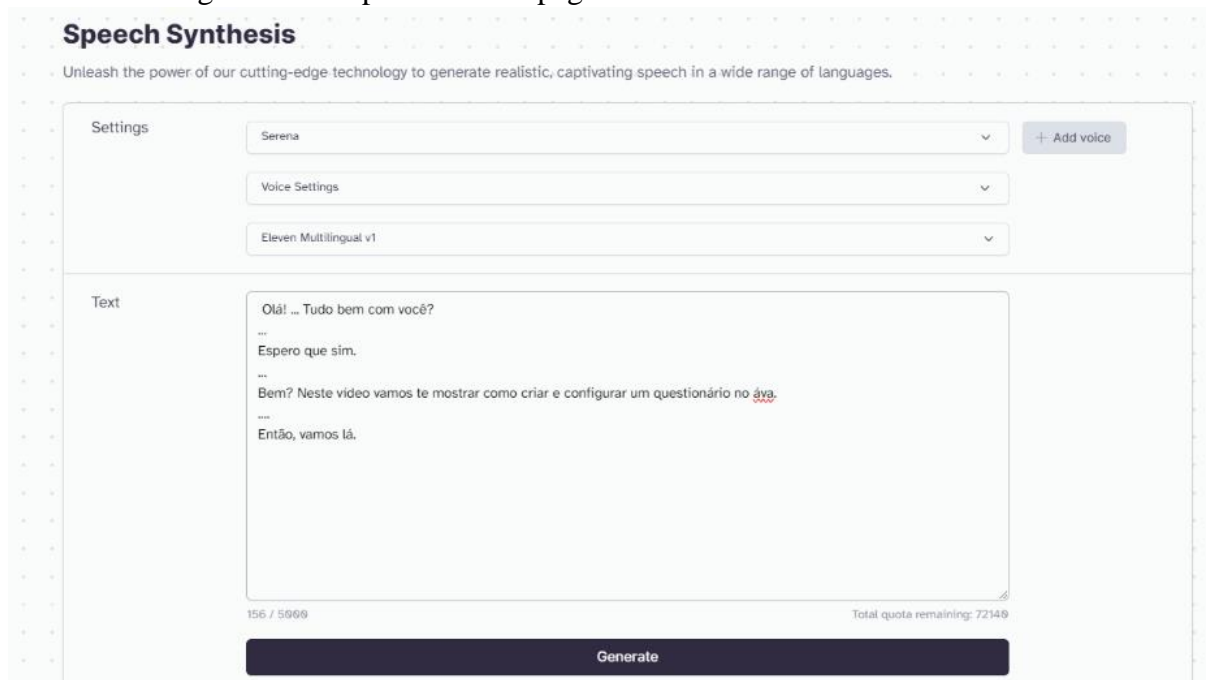 Speech Synthesis
Unleash the power of our cutting-edge technology to generate realistic, captivating speech in a wide range of languages.
Settings
Serena
+ Add voice
Voice Settings
Eleven Multilingual v1
Text
Olá! ... Tudo bem com você?
...
Espero que sim.
...
Bem? Neste vídeo vamos te mostrar como criar e configurar um questionário no áva.
....
Então, vamos lá.
156 / 5000
Total quota remaining: 72140
Generate